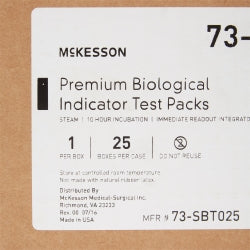 McKESSON
73-
Premium Biological
Indicator Test Packs
STEAM | 10 HOUR INCUBATION | IMMEDIATE READOUT INTEGRATO
1 25
PER BOX BOXES PER CASE DO NOT REUSE
Store at controlled room temperature.
Not made with natural rubber latex.
Distributed By
McKesson Medical-Surgical Inc.
Richmond, VA 23233
Rev. 00 07/16
Made in USA
MFR # 73-SBT025